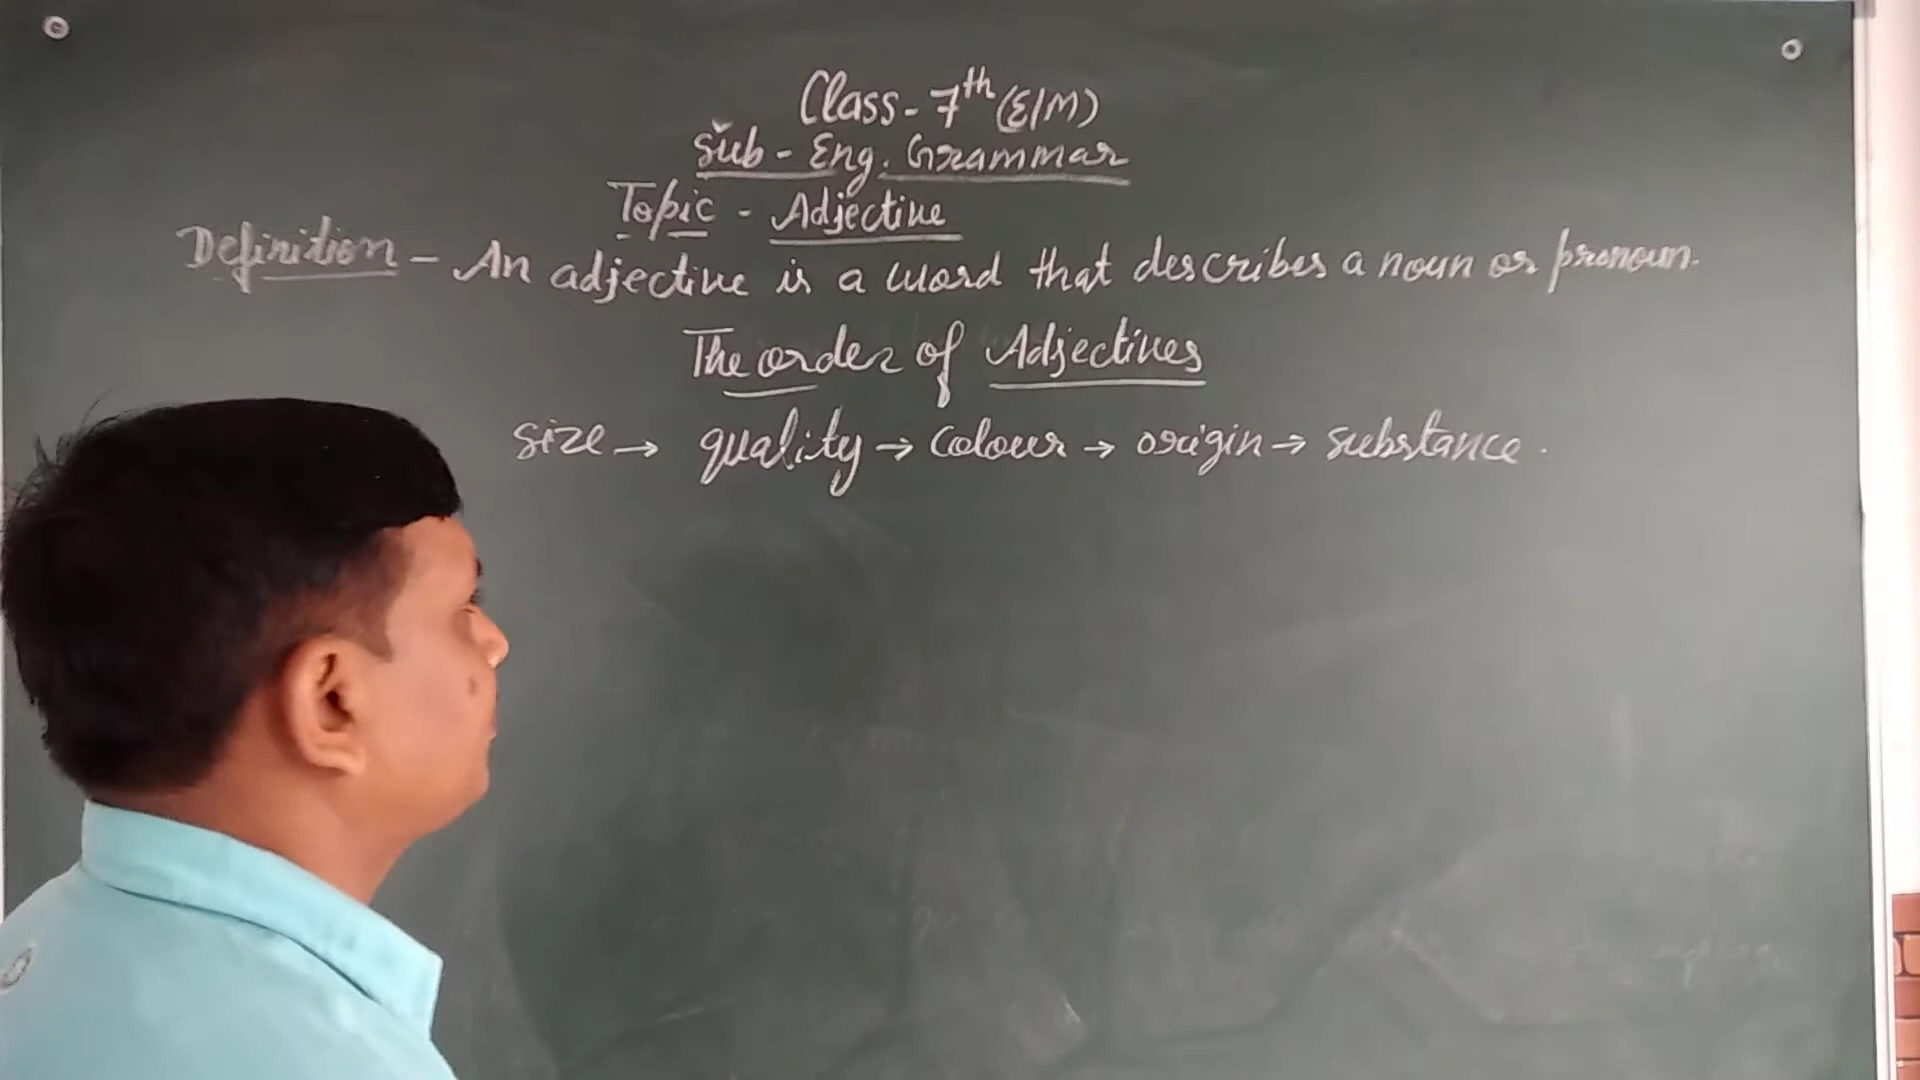 Class - 7th (E/M)
Sub - Eng. Grammar
Topic - Adjective
Definition - An adjective is a word that describes a noun or pronoun.
The order of Adjectives
size → quality → colour → origin → substance.